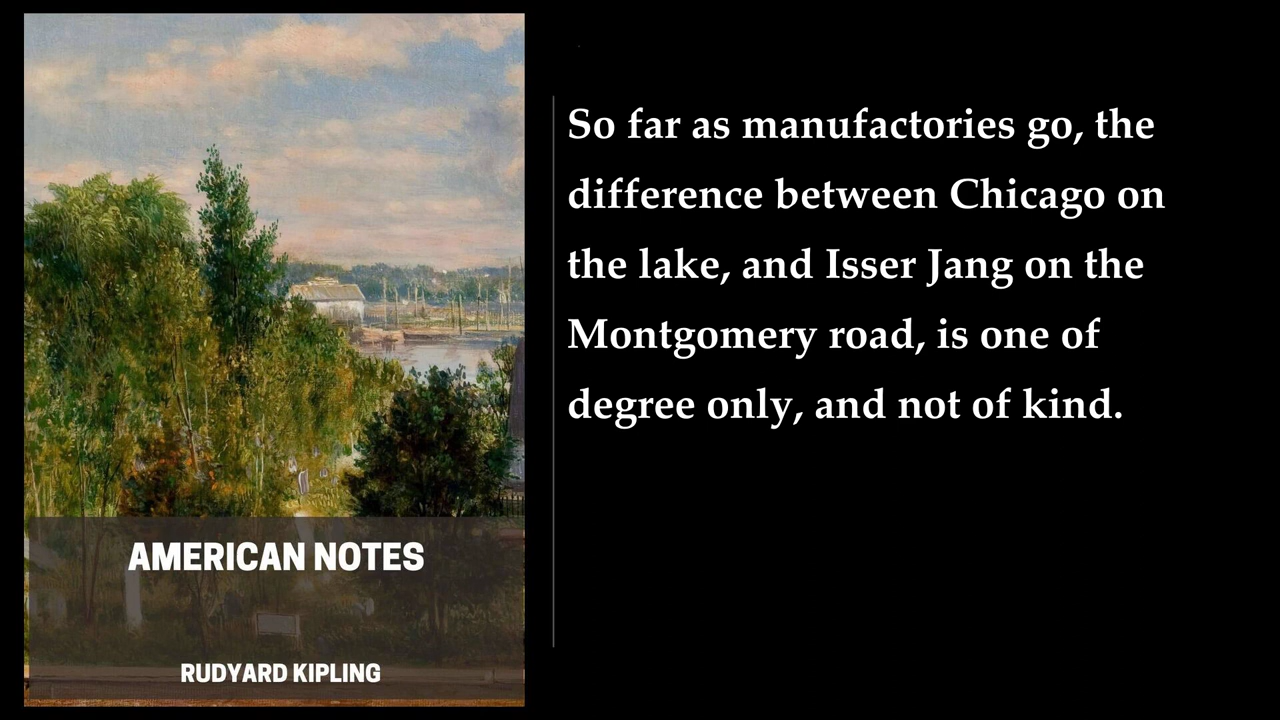 So far as manufactories go, the
difference between Chicago on
the lake, and Isser Jang on the
Montgomery road, is one of
degree only, and not of kind.
AMERICAN NOTES
RUDYARD KIPLING